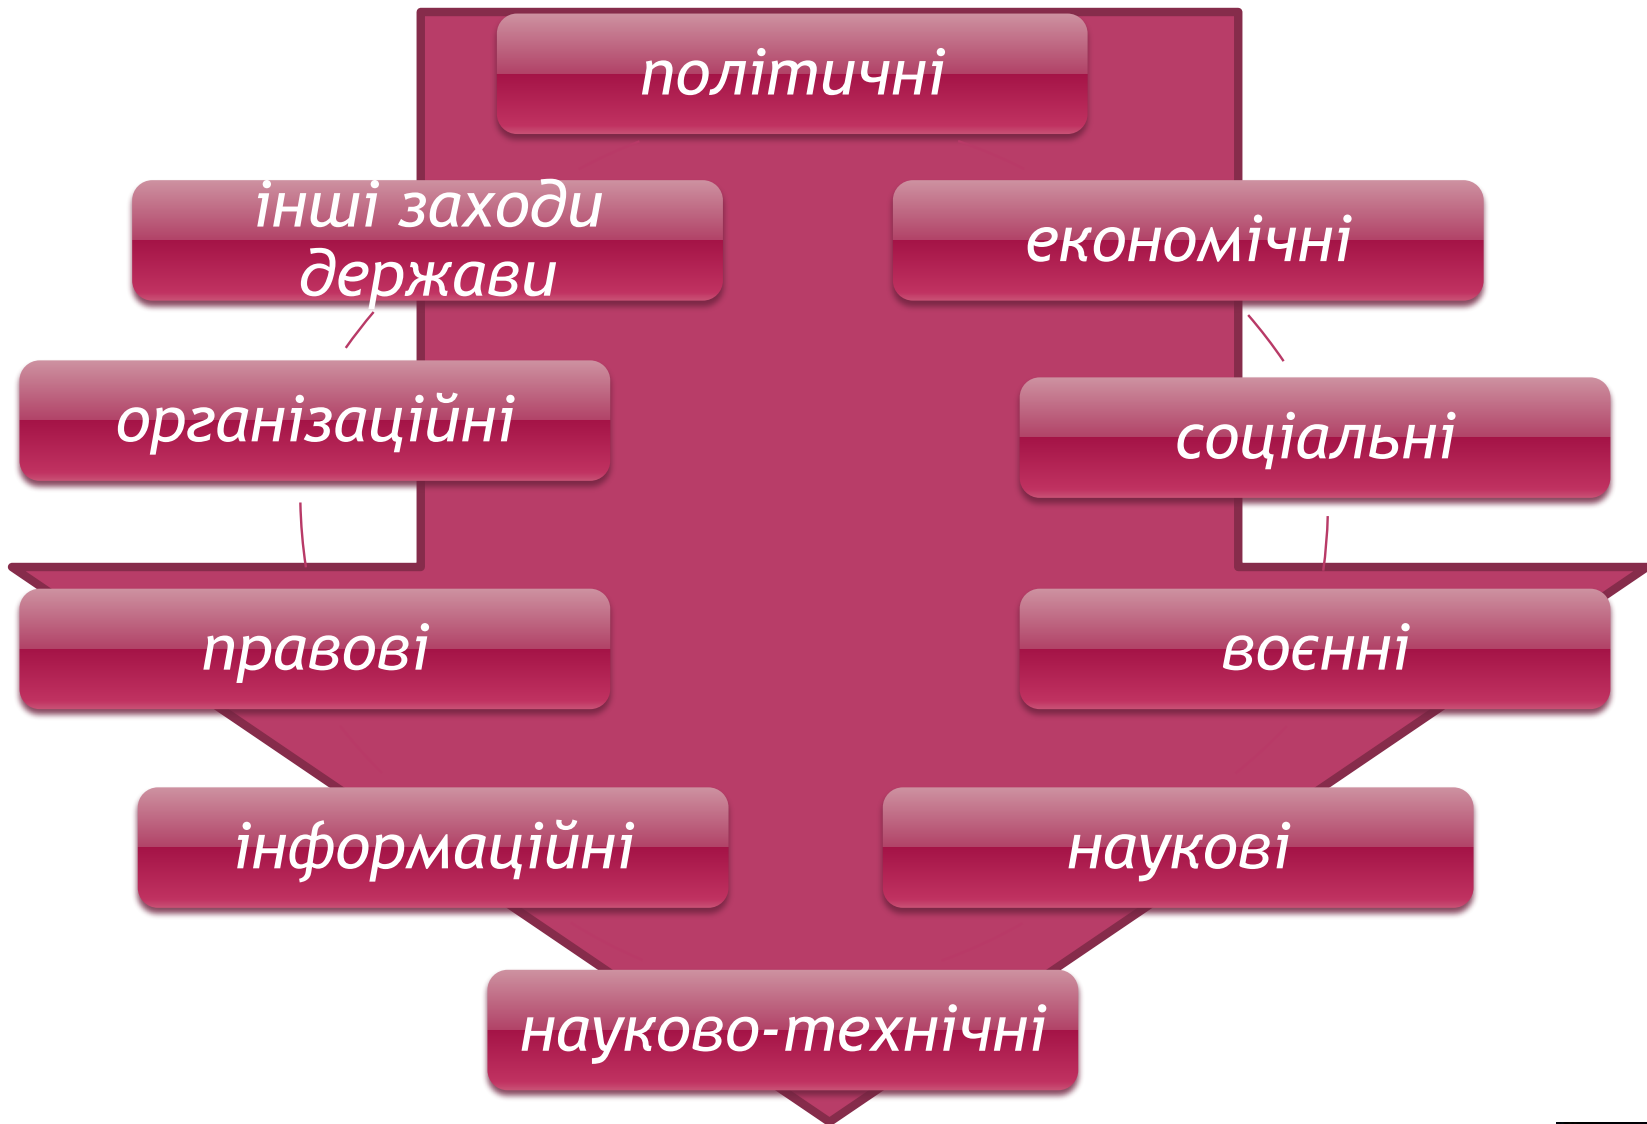 політичні
інші заходи
держави
економічні
організаційні
соціальні
правові
воєнні
інформаційні
наукові
науково-технічні